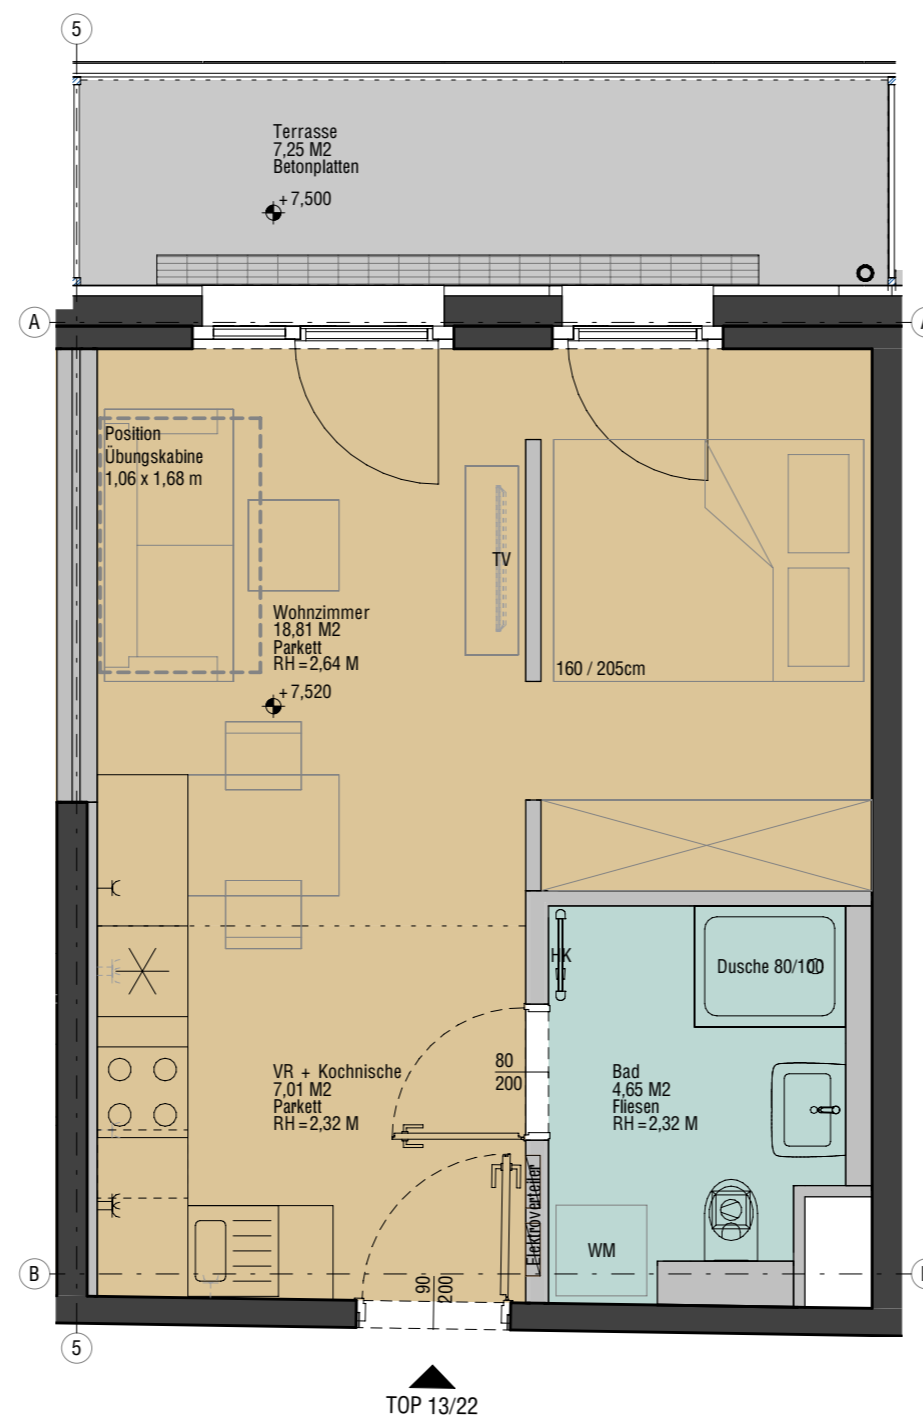 5
Terrasse
7,25 M2
Betonplatten
+7,500
A
Position
Übungskabine
1,06 x 1,68 m
TV
Wohnzimmer
18,81 M2
Parkett
RH=2,64 M
160 / 205cm
+7,520
HK
Dusche 80/100
VR + Kochnische
7,01 M2
Parkett
RH=2,32 M
80
200
Bad
4,65 M2
Fliesen
RH=2,32 M
Elektroverteiler
WM
B
90
200
5
TOP 13/22